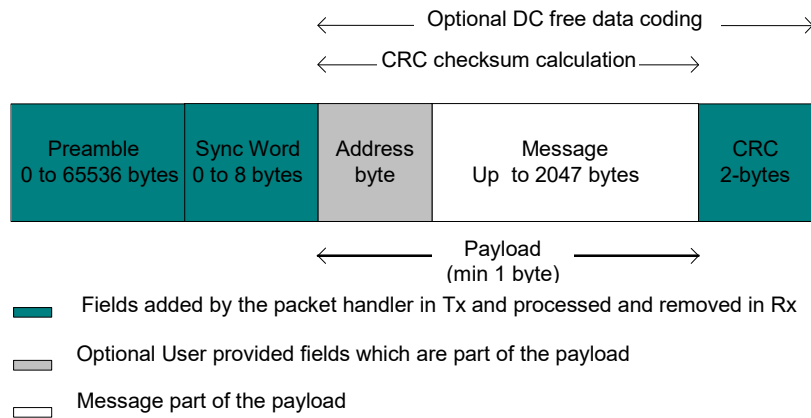 Optional DC free data coding
CRC checksum calculation
Preamble
0 to 65536 bytes
Sync Word
0 to 8 bytes
Address
byte
Message
Up to 2047 bytes
CRC
2-bytes
Payload
(min 1 byte)
Fields added by the packet handler in Tx and processed and removed in Rx
Optional User provided fields which are part of the payload
Message part of the payload